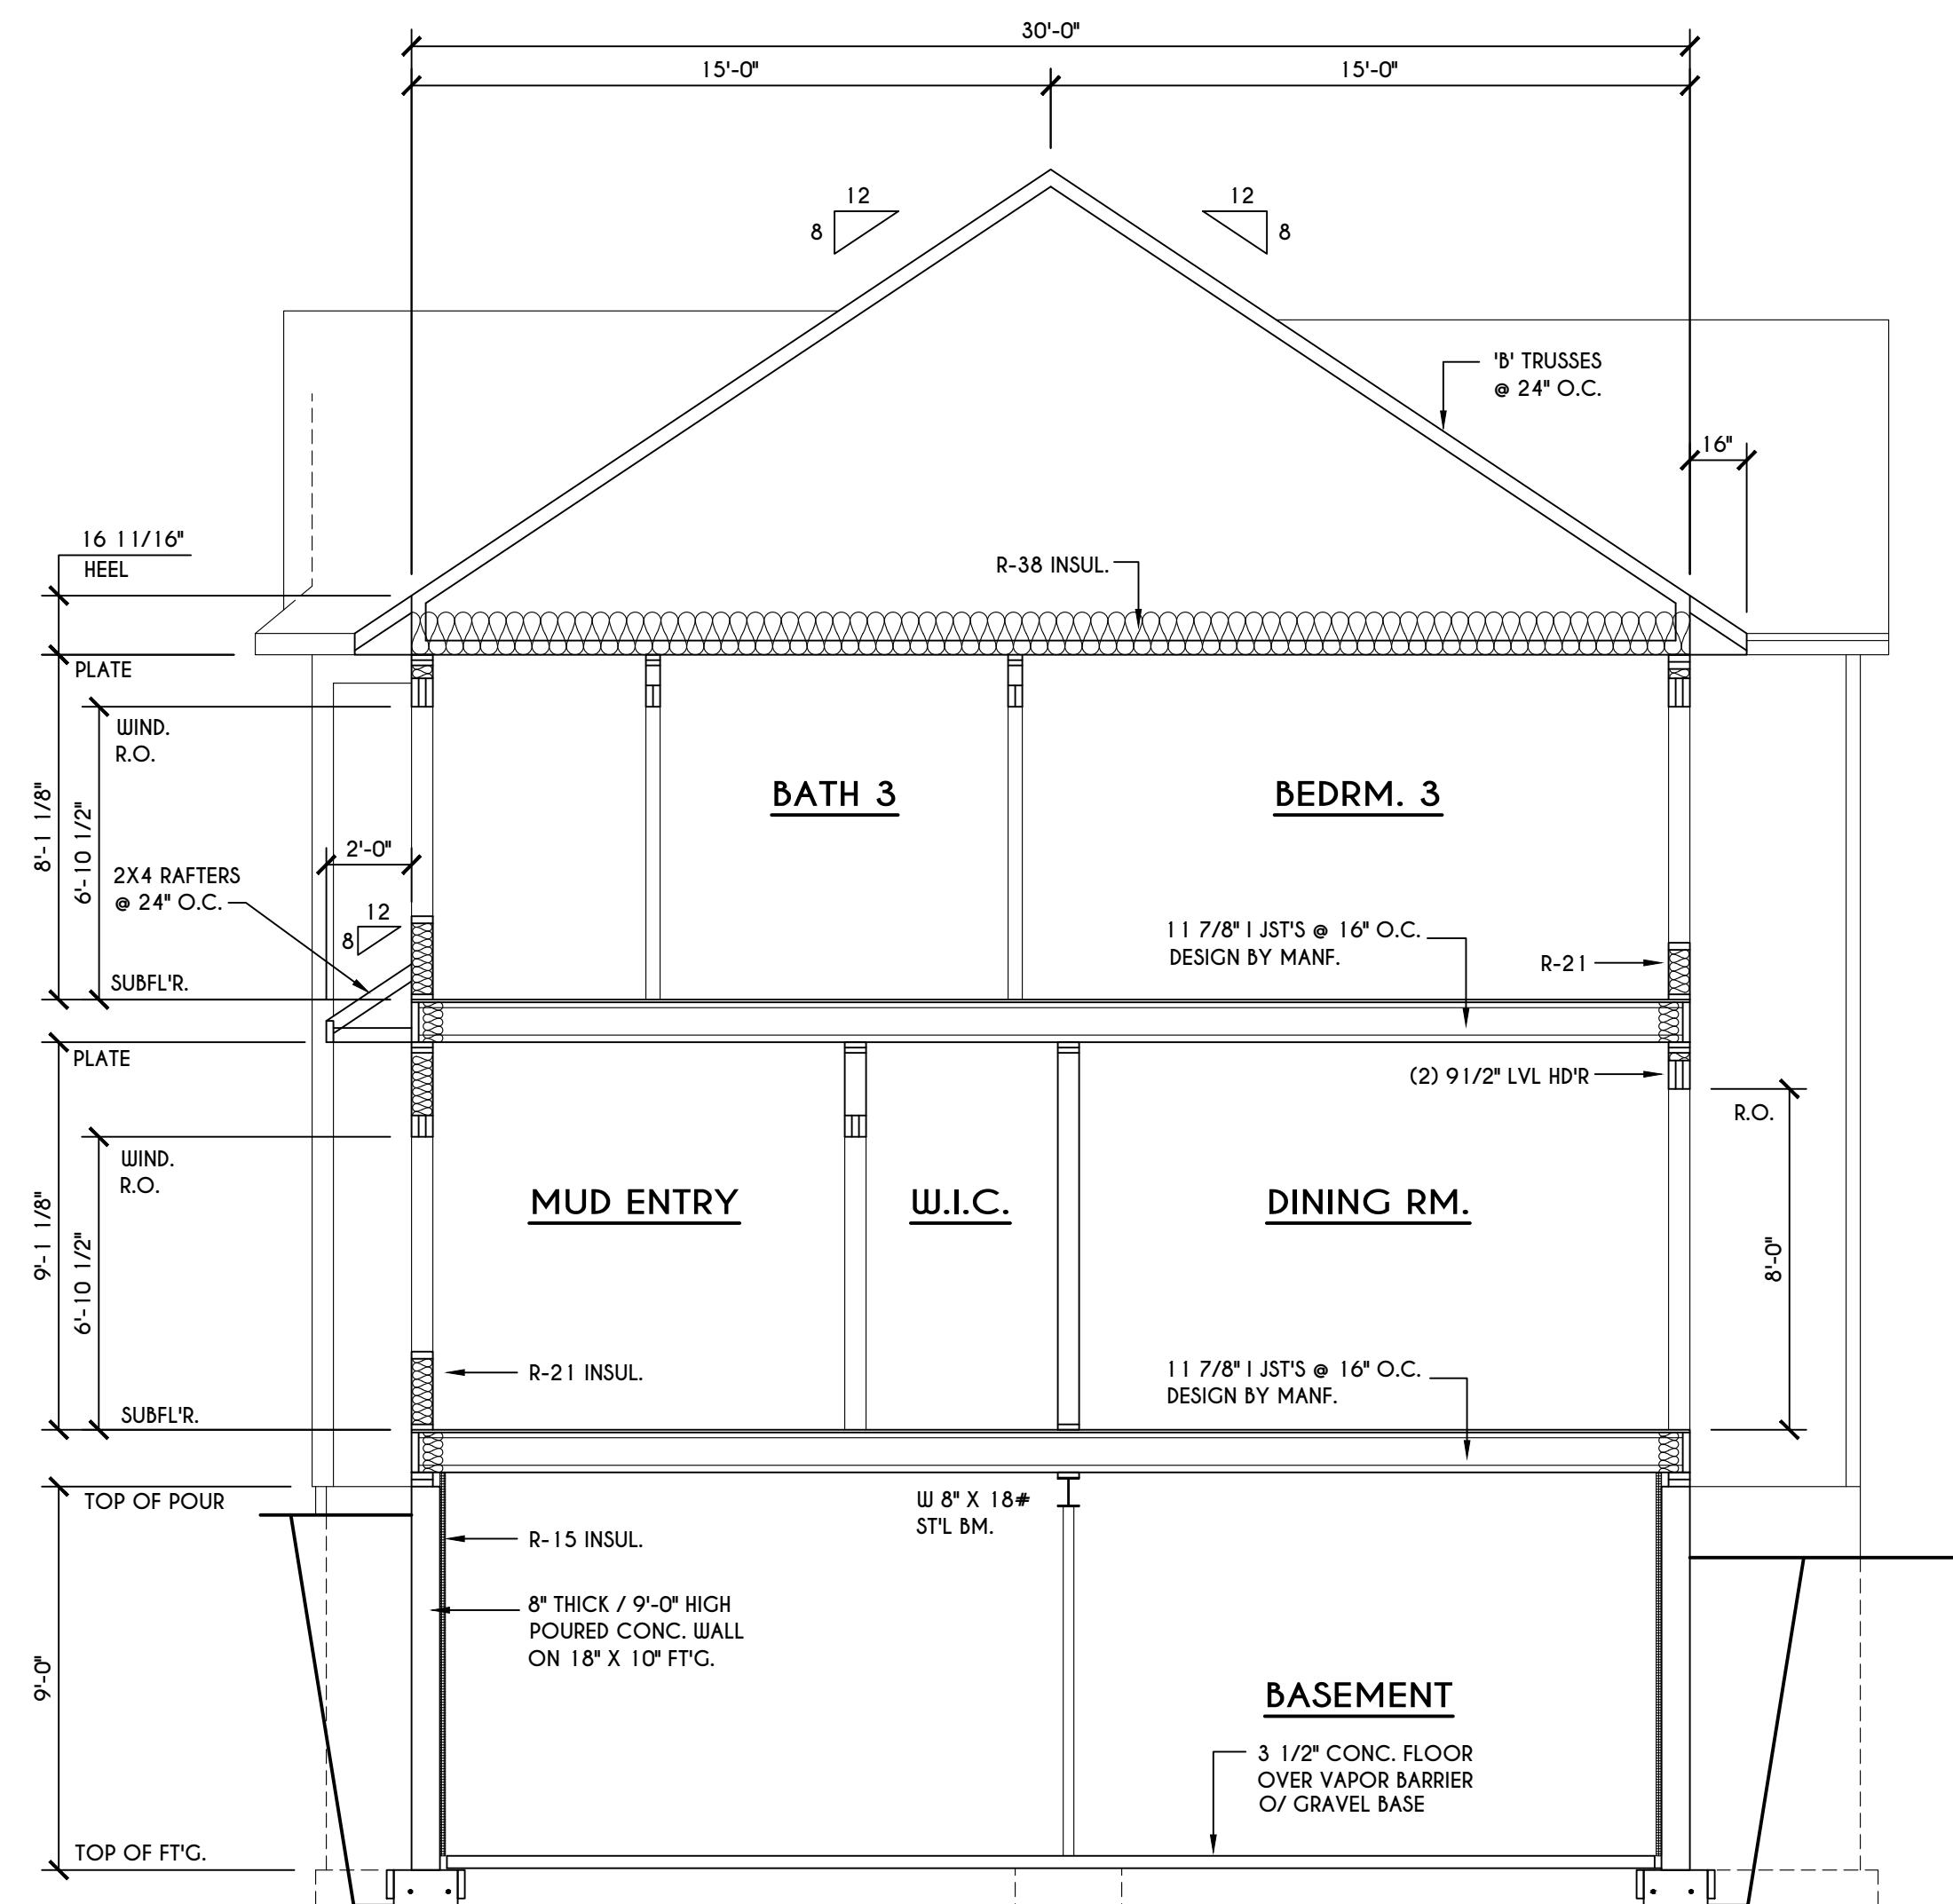 30'-0"
15'-0"
15'-0"
12
8
12
8
'B' TRUSSES
@ 24" O.C.
16"
16 11/16"
HEEL
R-38 INSUL.
PLATE
WIND.
R.O.
8'-1 1/8"
6'-10 1/2"
BATH 3
BEDRM. 3
2'-0"
2X4 RAFTERS
@ 24" O.C.
12
8
11 7/8" I JST'S @ 16" O.C.
DESIGN BY MANF.
R-21
SUBFL'R.
PLATE
(2) 9 1/2" LVL HD'R
R.O.
WIND.
R.O.
9'-1 1/8"
6'-10 1/2"
MUD ENTRY
W.I.C.
DINING RM.
8'-0"
R-21 INSUL.
11 7/8" I JST'S @ 16" O.C.
DESIGN BY MANF.
SUBFL'R.
TOP OF POUR
W 8" X 18#
ST'L BM.
R-15 INSUL.
8" THICK / 9'-0" HIGH
POURED CONC. WALL
ON 18" X 10" FT'G.
9'-0"
BASEMENT
3 1/2" CONC. FLOOR
OVER VAPOR BARRIER
O/ GRAVEL BASE
TOP OF FT'G.